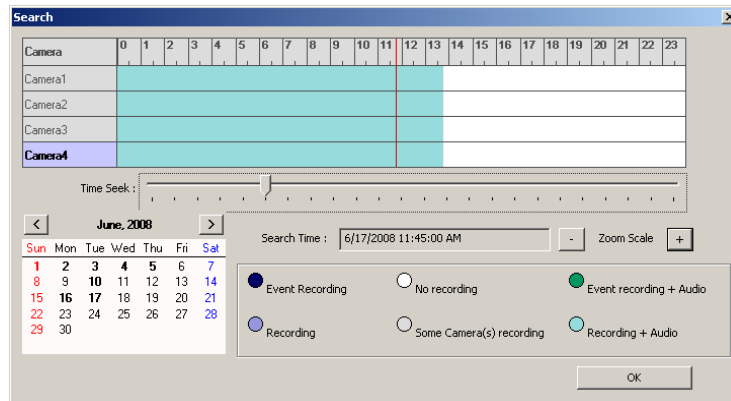 Search
Camera 0 1 2 3 4 5 6 7 8 9 10 11 12 13 14 15 16 17 18 19 20 21 22 23
Camera1
Camera2
Camera3
Camera4
Time Seek :
< June, 2008 >
Sun Mon Tue Wed Thu Fri Sat
1 2 3 4 5 6 7
8 9 10 11 12 13 14
15 16 17 18 19 20 21
22 23 24 25 26 27 28
29 30
Search Time : 6/17/2008 11:45:00 AM - Zoom Scale +
Event Recording No recording Event recording + Audio
Recording Some Camera(s) recording Recording + Audio
OK